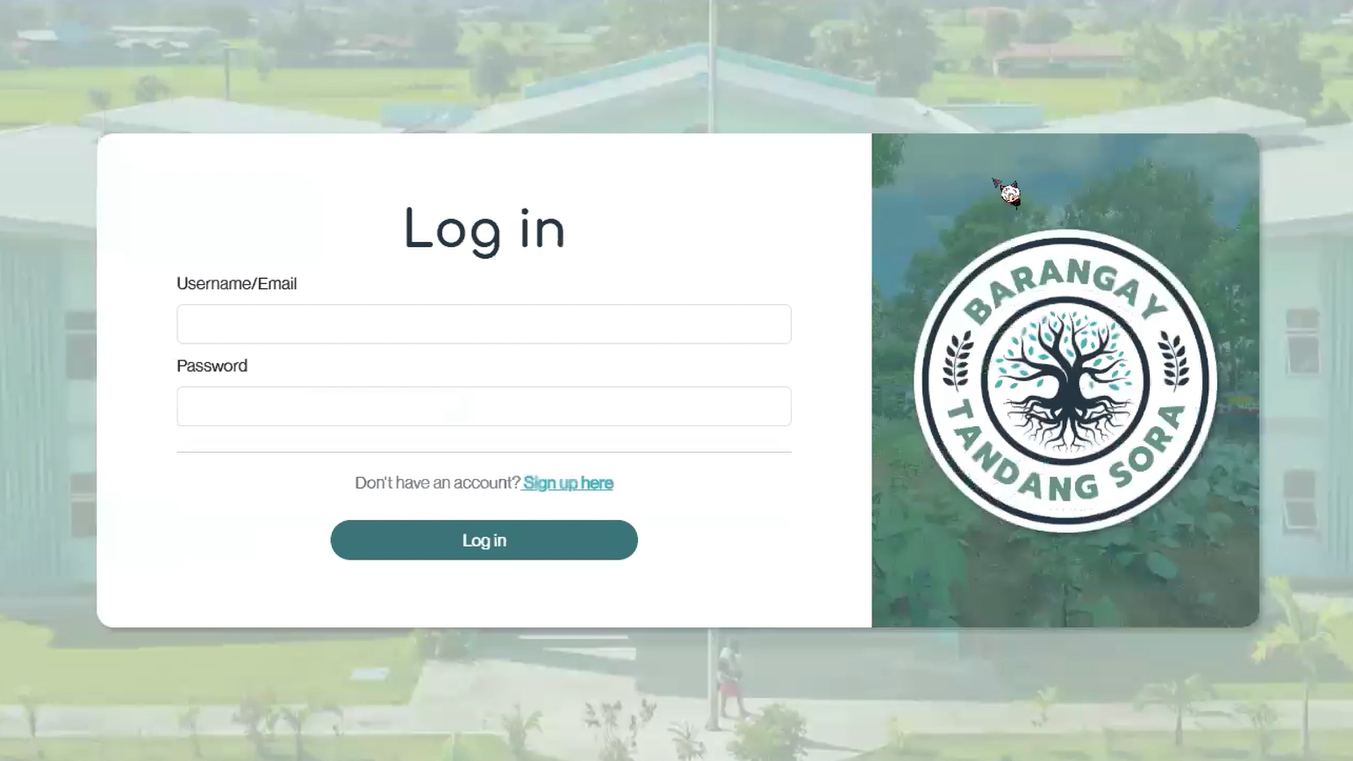 Log in
Username/Email
Password
Don't have an account? Sign up here
Log in
BARANGAY
TANDANG SORA